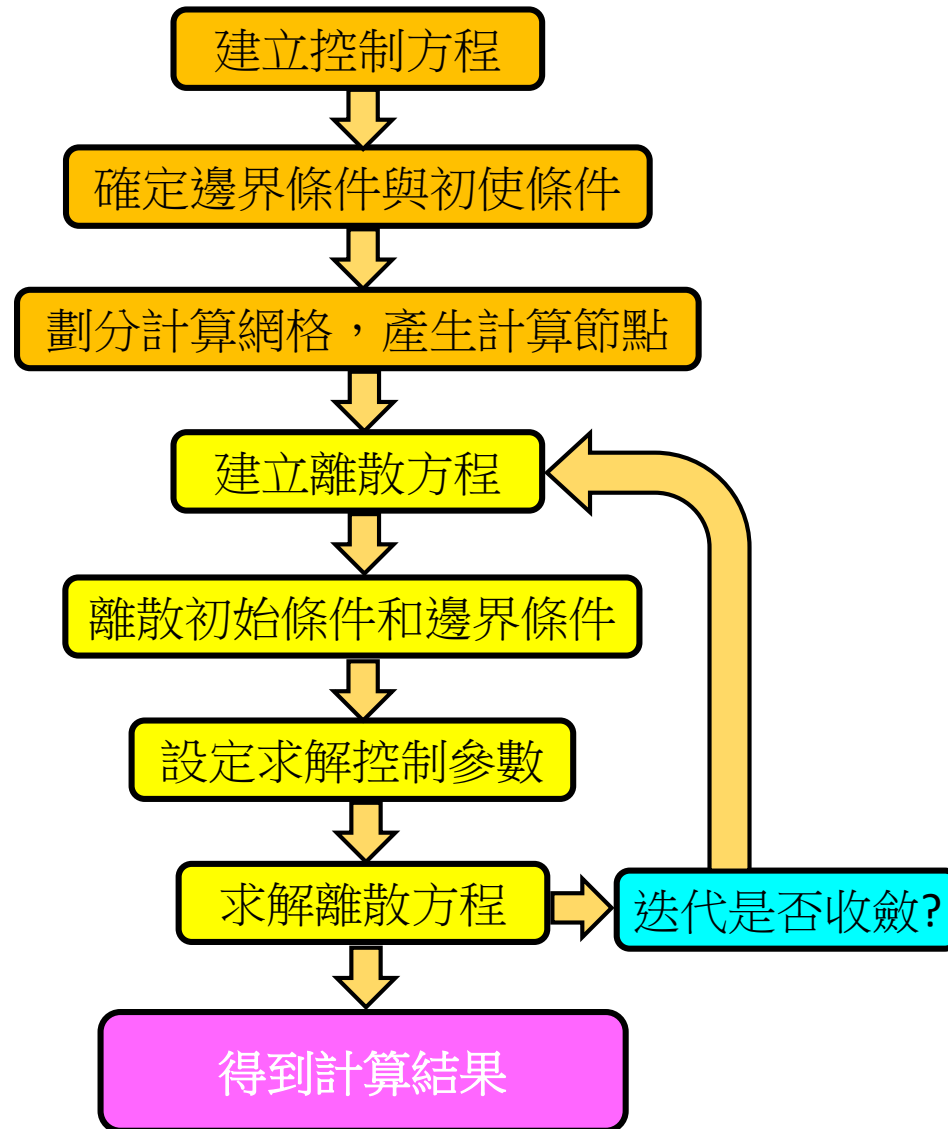 建立控制方程
確定邊界條件與初使條件
劃分計算網格，產生計算節點
建立離散方程
離散初始條件和邊界條件
設定求解控制參數
求解離散方程
迭代是否收斂?
得到計算結果